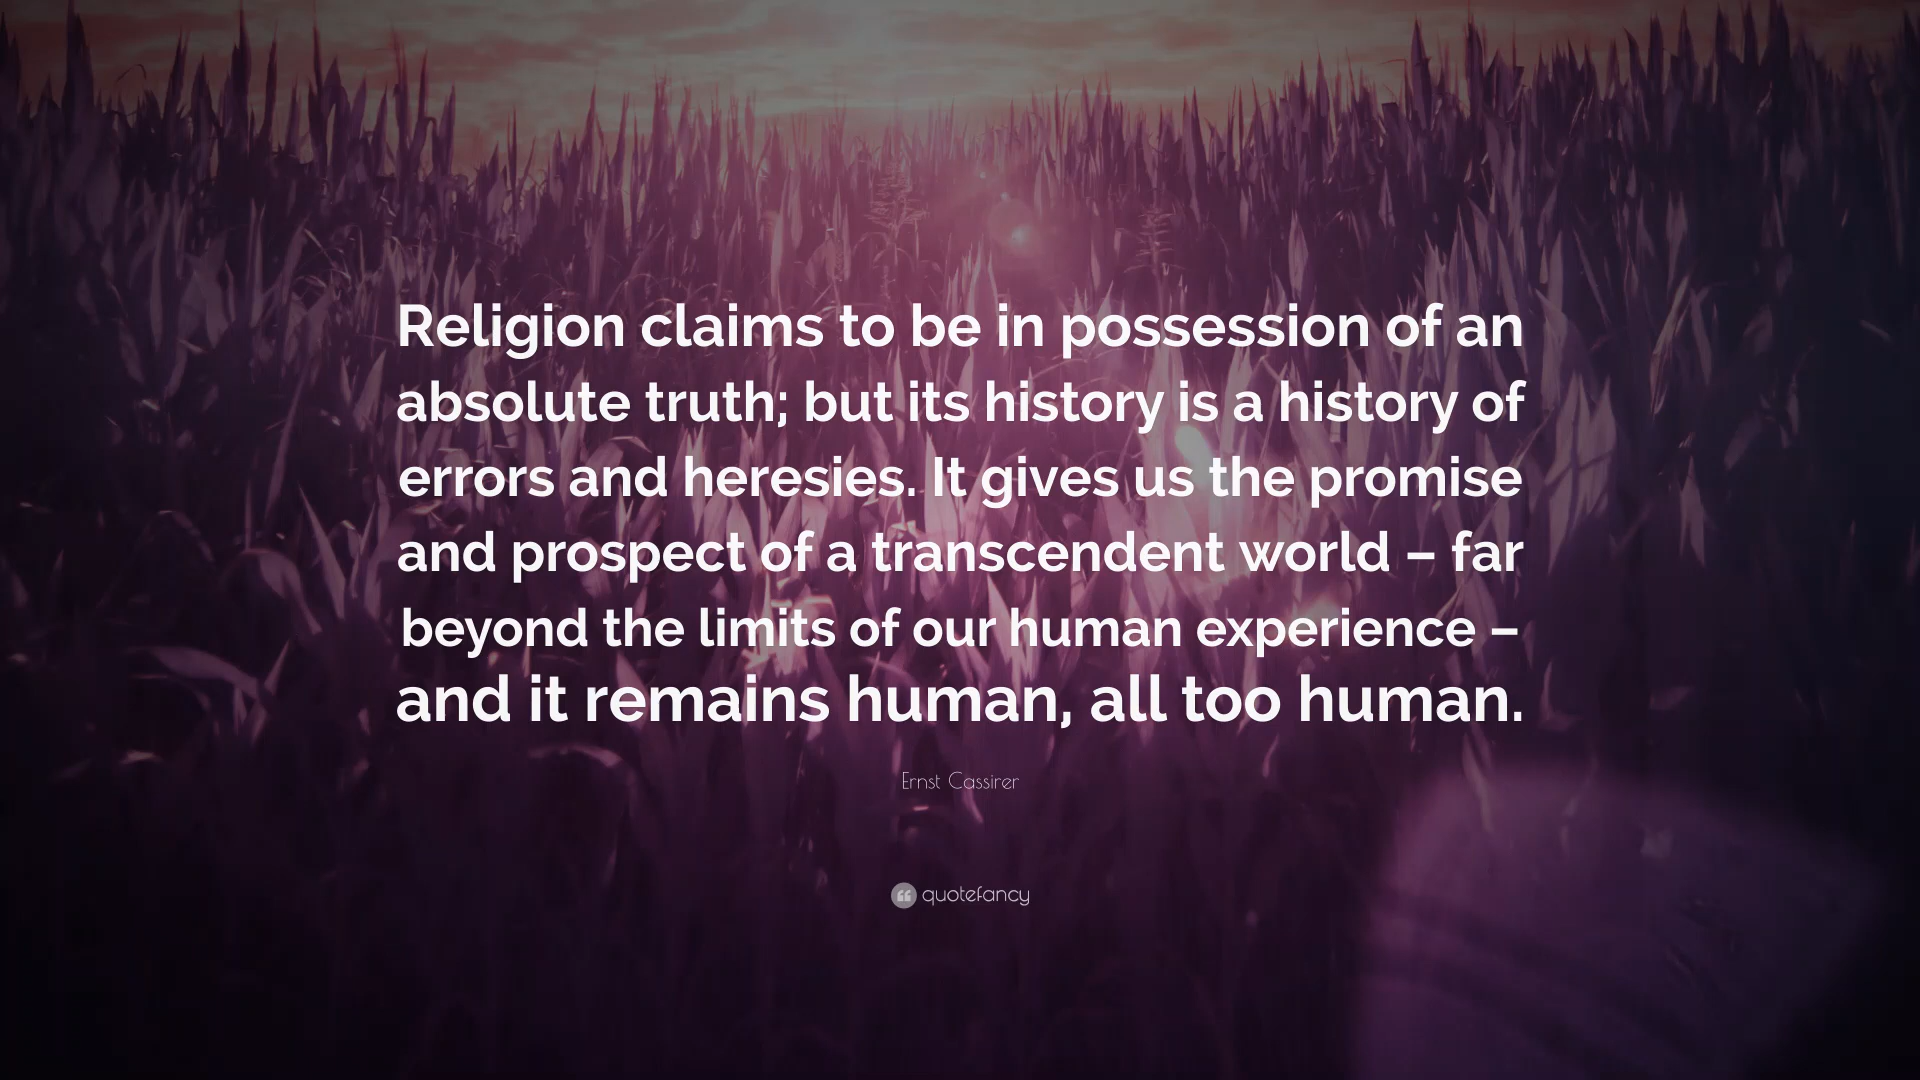 Religion claims to be in possession of an
absolute truth; but its history is a history of
errors and heresies. It gives us the promise
and prospect of a transcendent world – far
beyond the limits of our human experience –
and it remains human, all too human.
Ernst Cassirer
quotefancy